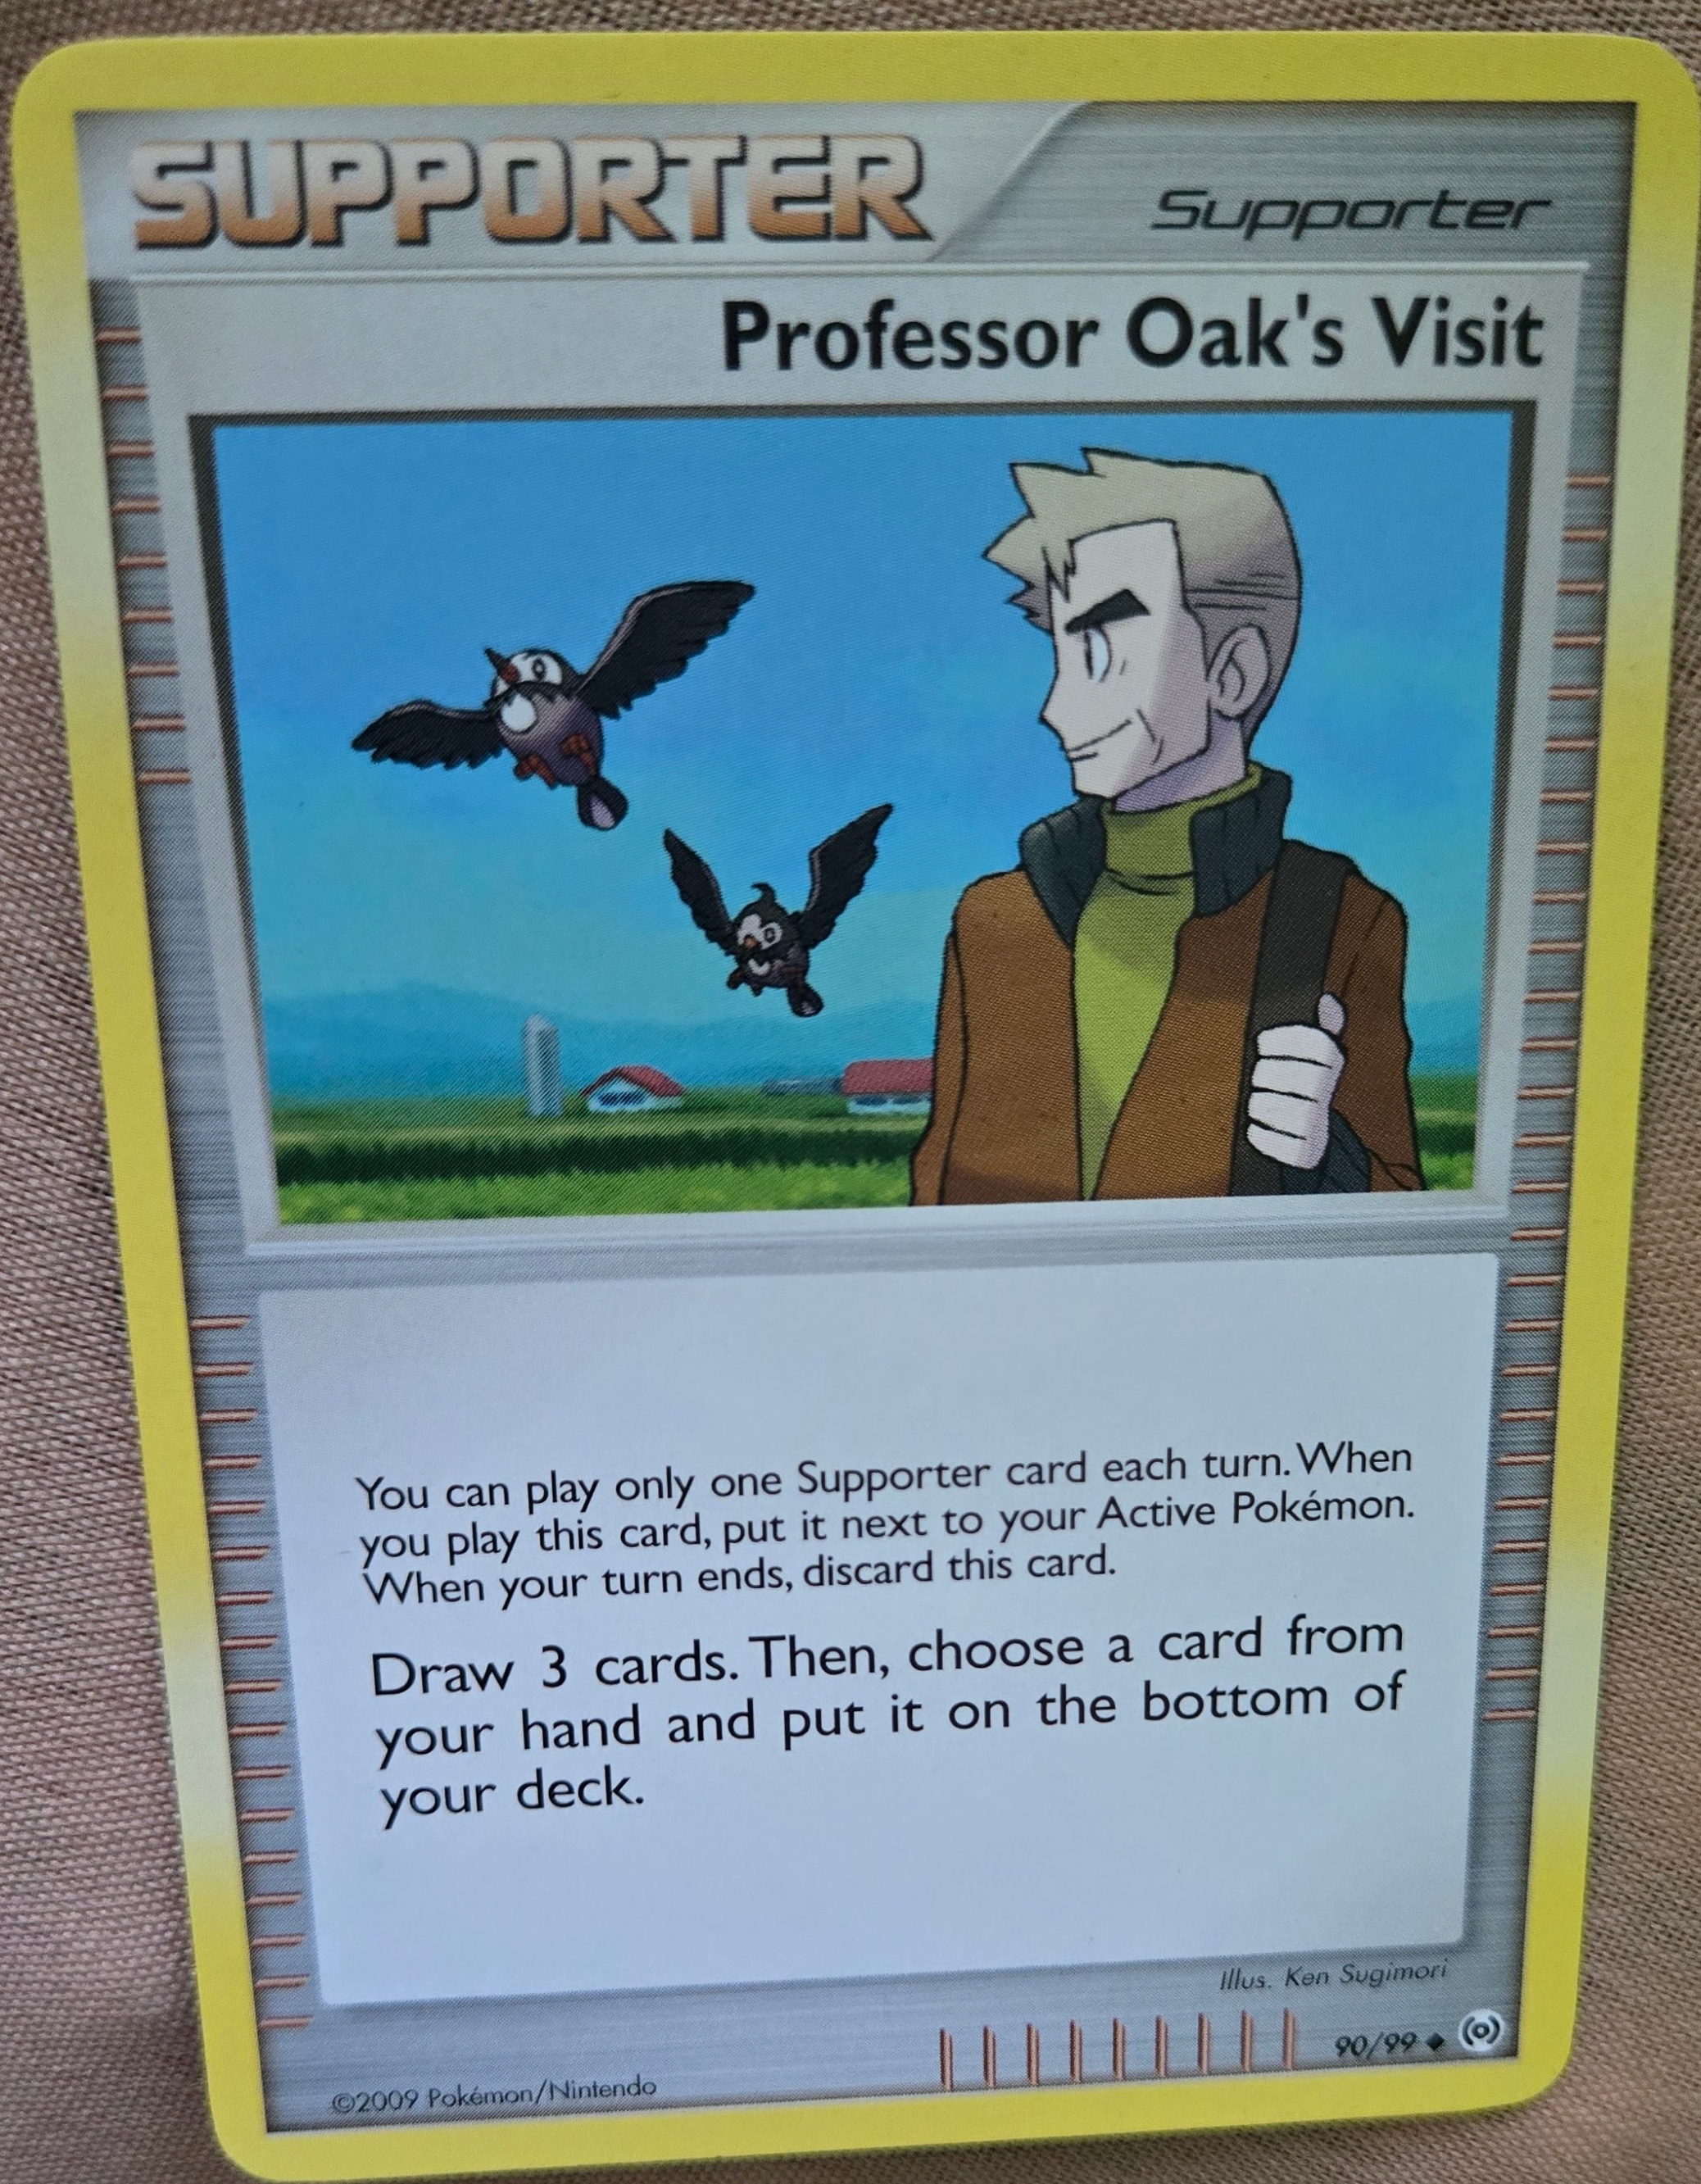 SUPPORTER
Supporter
Professor Oak's Visit
You can play only one Supporter card each turn. When
you play this card, put it next to your Active Pokémon.
When your turn ends, discard this card.
Draw 3 cards. Then, choose a card from
your hand and put it on the bottom of
your deck.
Illus. Ken Sugimori
90/99
©2009 Pokémon/Nintendo